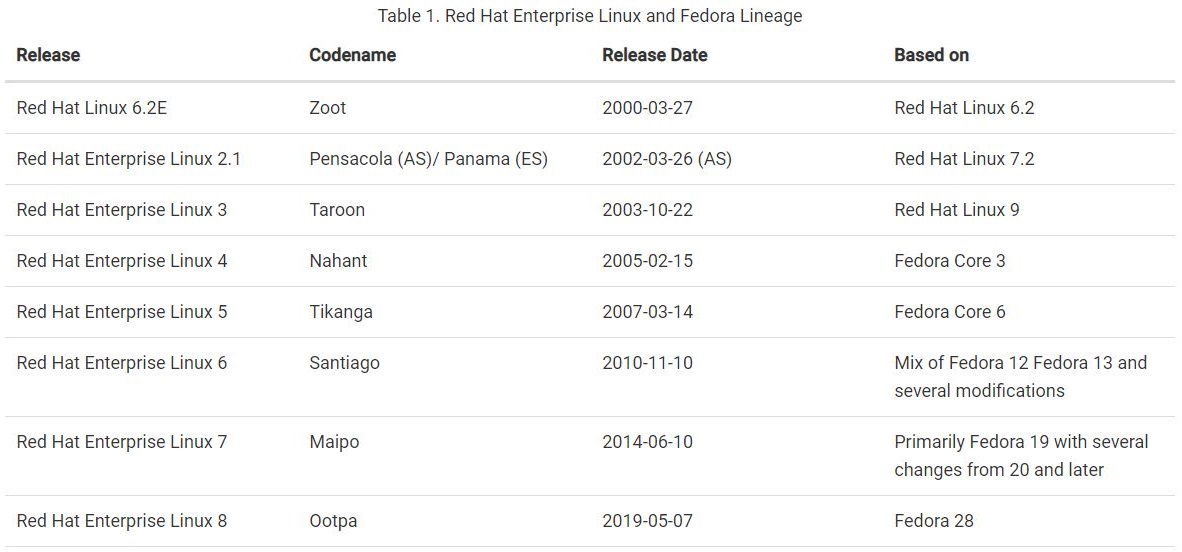 Table 1. Red Hat Enterprise Linux and Fedora Lineage
Release Codename Release Date Based on
Red Hat Linux 6.2E Zoot 2000-03-27 Red Hat Linux 6.2
Red Hat Enterprise Linux 2.1 Pensacola (AS)/ Panama (ES) 2002-03-26 (AS) Red Hat Linux 7.2
Red Hat Enterprise Linux 3 Taroon 2003-10-22 Red Hat Linux 9
Red Hat Enterprise Linux 4 Nahant 2005-02-15 Fedora Core 3
Red Hat Enterprise Linux 5 Tikanga 2007-03-14 Fedora Core 6
Red Hat Enterprise Linux 6 Santiago 2010-11-10 Mix of Fedora 12 Fedora 13 and
several modifications
Red Hat Enterprise Linux 7 Maipo 2014-06-10 Primarily Fedora 19 with several
changes from 20 and later
Red Hat Enterprise Linux 8 Ootpa 2019-05-07 Fedora 28